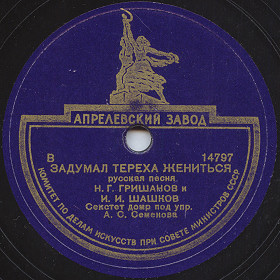 АПРЕЛЕВСКИЙ ЗАВОД
В 14797
ЗАДУМАЛ ТЕРЕХА ЖЕНИТЬСЯ
русская песня
Н. Г. ГРИШАНОВ и
И. И. ШАШКОВ
Секстет домр под упр.
А. С. Семенова
КОМИТЕТ ПО ДЕЛАМ ИСКУССТВ ПРИ СОВЕТЕ МИНИСТРОВ СССР